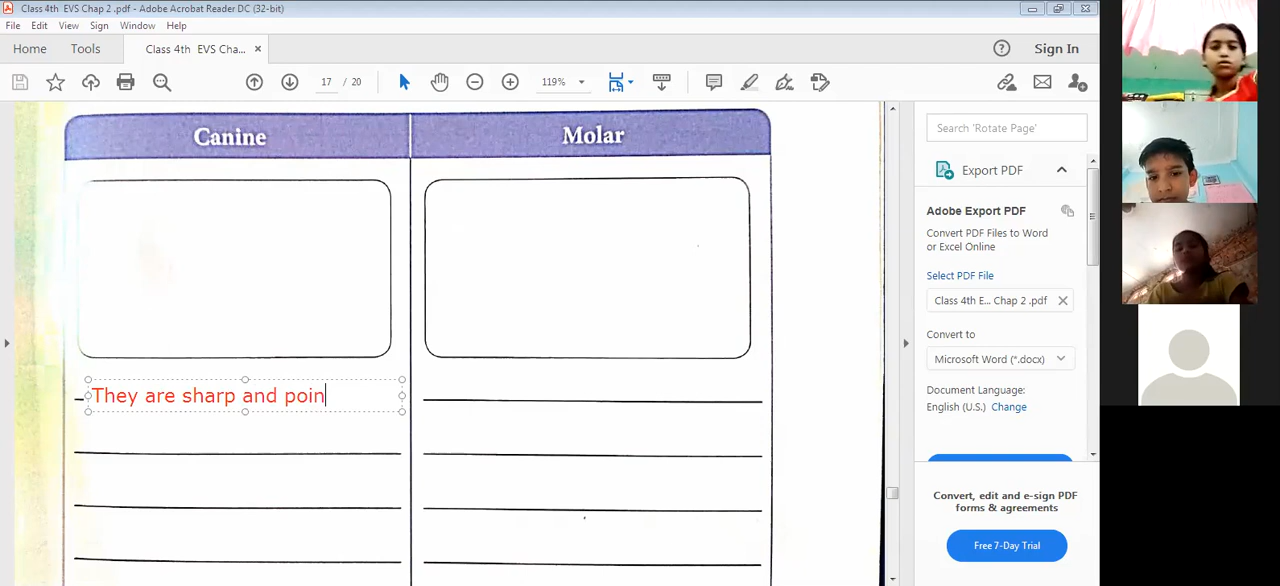 Class 4th EVS Chap 2 .pdf - Adobe Acrobat Reader DC (32-bit)
File Edit View Sign Window Help
Home Tools Class 4th EVS Cha... × ? Sign In
17 / 20 119%
Canine Molar
They are sharp and poin
Search 'Rotate Page'
Export PDF
Adobe Export PDF
Convert PDF Files to Word
or Excel Online
Select PDF File
Class 4th E... Chap 2 .pdf
Convert to
Microsoft Word (*.docx)
Document Language:
English (U.S.) Change
Convert, edit and e-sign PDF
forms & agreements
Free 7-Day Trial